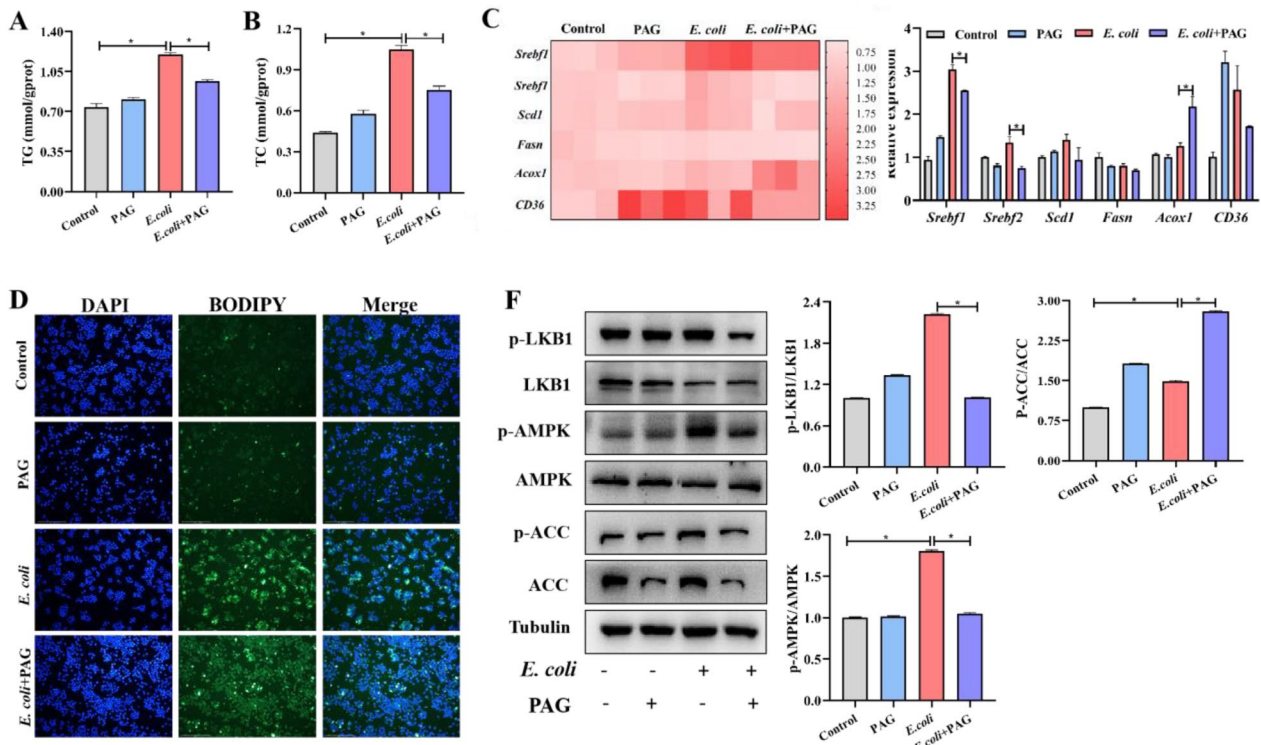 A
TG (mmol/gprot)
1.40
1.05
0.70
0.35
0.00
*
*
Control
PAG
E.coli
E.coli+PAG
B
TC (mmol/gprot)
1.2
0.9
0.6
0.3
0.0
*
*
Control
PAG
E.coli
E.coli+PAG
C
Control PAG E. coli E. coli+PAG
Srebf1
Srebf1
Scd1
Fasn
Acox1
CD36
0.75
1.00
1.25
1.50
1.75
2.00
2.25
2.50
2.75
3.00
3.25
Control PAG E. coli E. coli+PAG
Relative expression
4
3
2
1
0
*
*
*
Srebf1 Srebf2 Scd1 Fasn Acox1 CD36
D
DAPI BODIPY Merge
Control
PAG
E. coli
E. coli+PAG
F
p-LKB1
LKB1
p-AMPK
AMPK
p-ACC
ACC
Tubulin
E. coli - - + +
PAG - + - +
p-LKB1/LKB1
2.4
1.8
1.2
0.6
0.0
*
Control
PAG
E.coli
E.coli+PAG
P-ACC/ACC
3.00
2.25
1.50
0.75
0.00
*
*
Control
PAG
E.coli
E.coli+PAG
p-AMPK/AMPK
2.0
1.5
1.0
0.5
0.0
*
*
Control
PAG
E.coli
E.coli+PAG